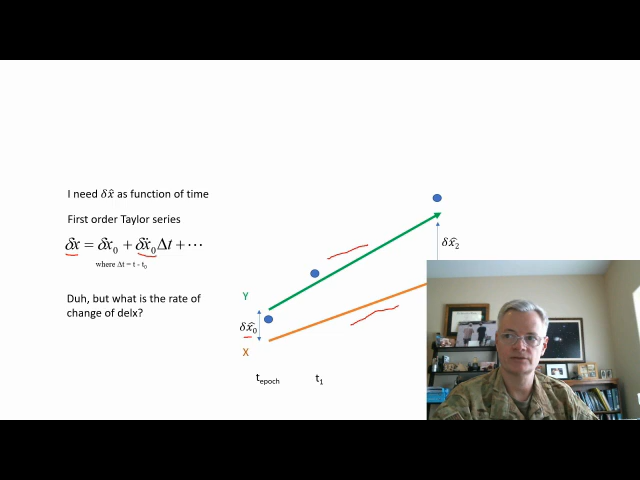 I need δx̂ as function of time
First order Taylor series
δx = δx₀ + δẋ₀Δt + ⋯
where Δt = t - t₀
Duh, but what is the rate of
change of delx?
Y
δx̂₀
X
t_epoch
t₁
δx̂₂